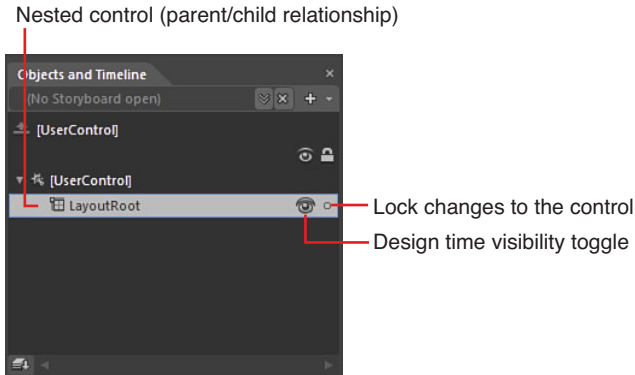 Nested control (parent/child relationship)
Objects and Timeline
(No Storyboard open)
[UserControl]
[UserControl]
LayoutRoot
Lock changes to the control
Design time visibility toggle